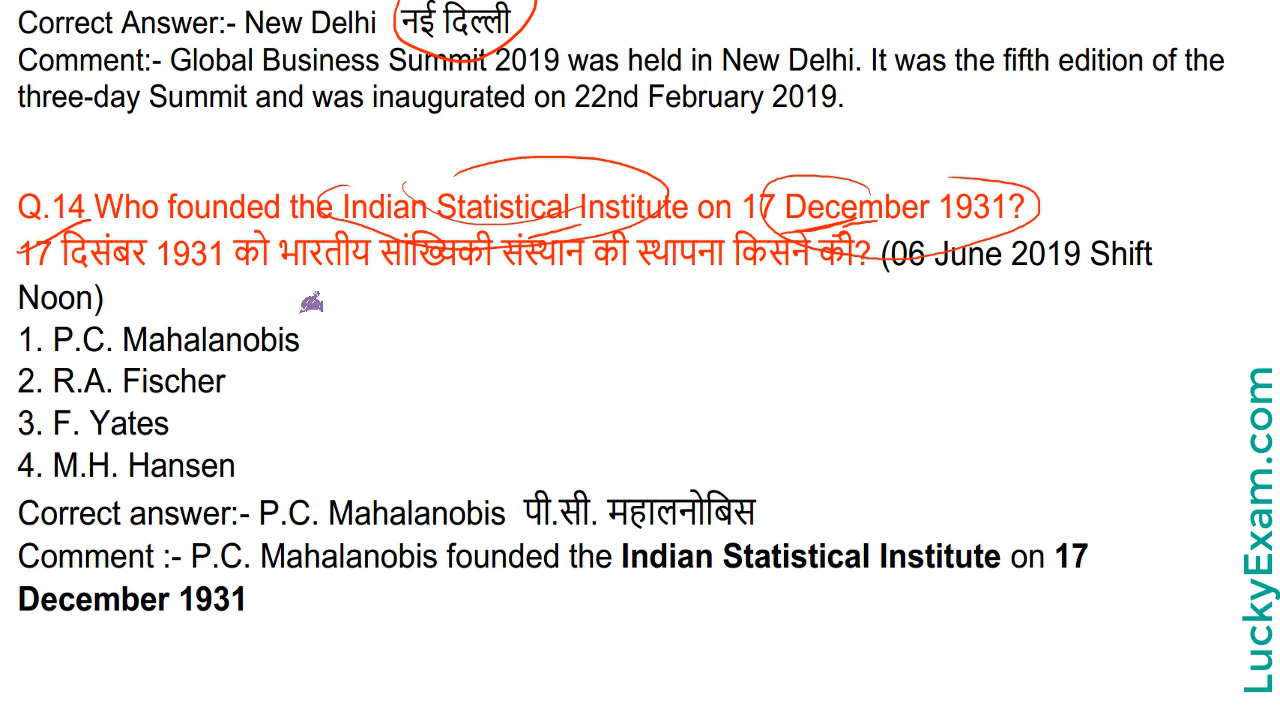 Correct Answer:- New Delhi नई दिल्ली
Comment:- Global Business Summit 2019 was held in New Delhi. It was the fifth edition of the
three-day Summit and was inaugurated on 22nd February 2019.
Q.14 Who founded the Indian Statistical Institute on 17 December 1931?
17 दिसंबर 1931 को भारतीय सांख्यिकी संस्थान की स्थापना किसने की? (06 June 2019 Shift
Noon)
1. P.C. Mahalanobis
2. R.A. Fischer
3. F. Yates
4. M.H. Hansen
Correct answer:- P.C. Mahalanobis पी.सी. महालनोबिस
Comment :- P.C. Mahalanobis founded the Indian Statistical Institute on 17
December 1931
LuckyExam.com